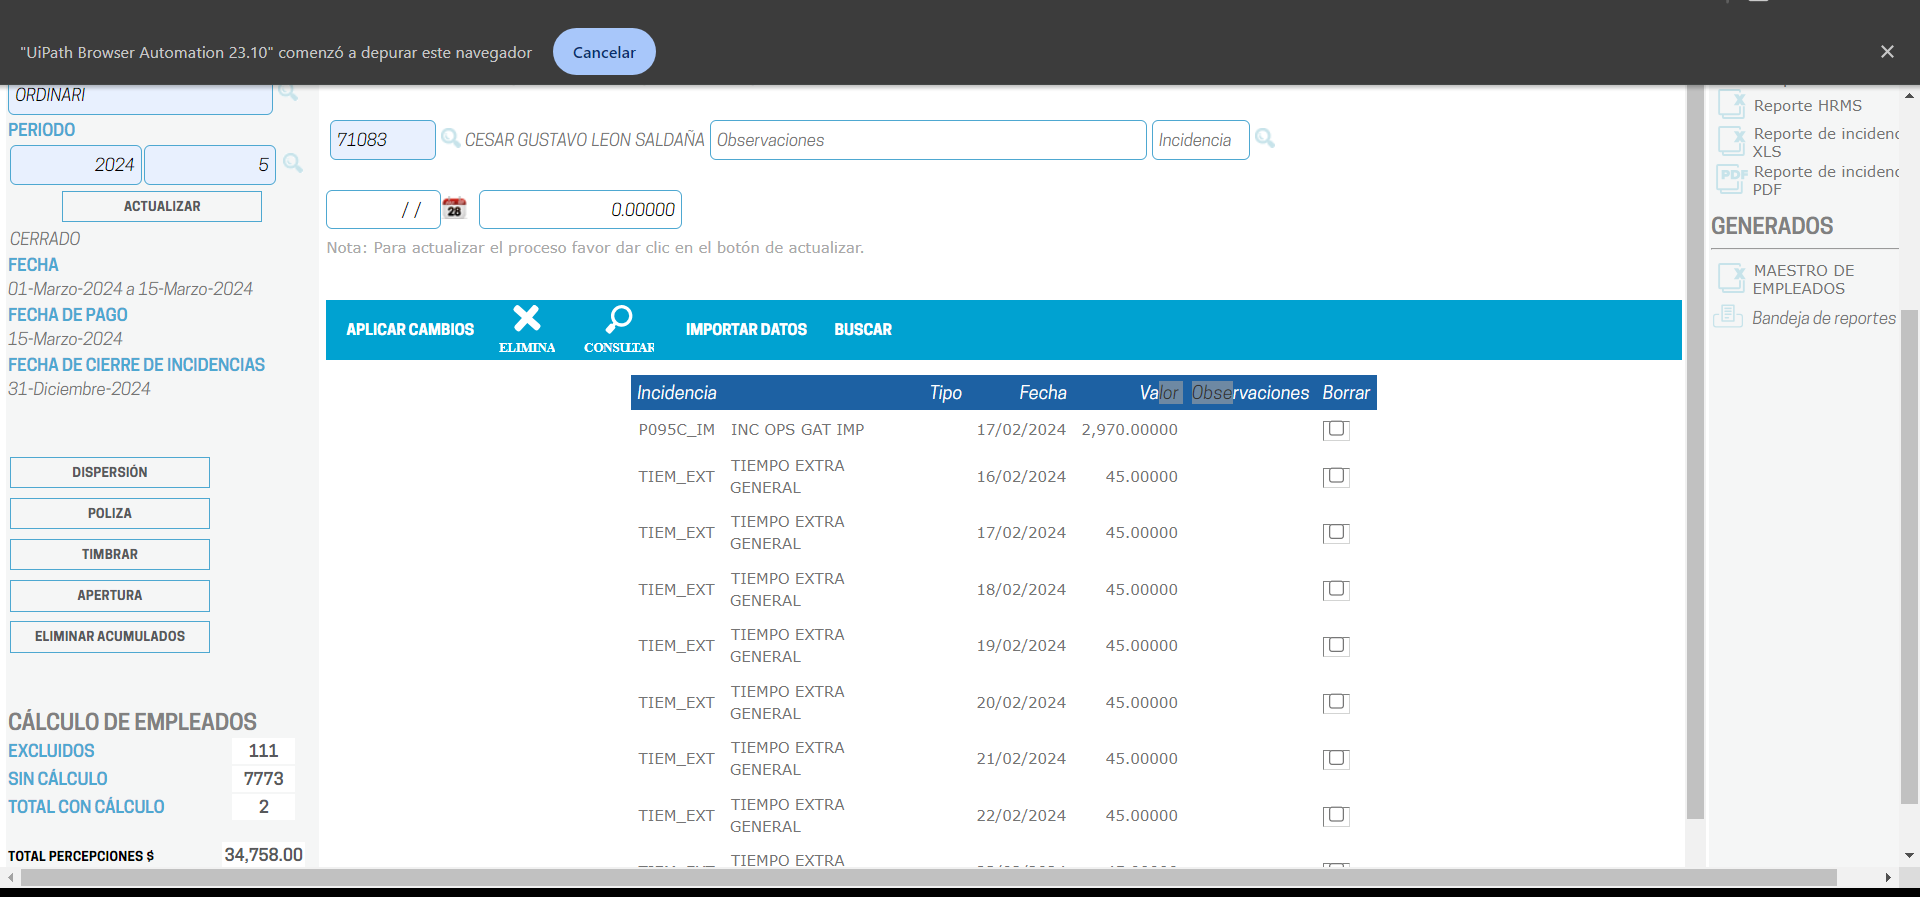 "UiPath Browser Automation 23.10" comenzó a depurar este navegador
Cancelar
ORDINARI
PERIODO
2024
5
ACTUALIZAR
CERRADO
FECHA
01-Marzo-2024 a 15-Marzo-2024
FECHA DE PAGO
15-Marzo-2024
FECHA DE CIERRE DE INCIDENCIAS
31-Diciembre-2024
DISPERSIÓN
POLIZA
TIMBRAR
APERTURA
ELIMINAR ACUMULADOS
CÁLCULO DE EMPLEADOS
EXCLUIDOS 111
SIN CÁLCULO 7773
TOTAL CON CÁLCULO 2
TOTAL PERCEPCIONES $ 34,758.00
71083 CESAR GUSTAVO LEON SALDAÑA Observaciones Incidencia
/ / 28 0.00000
Nota: Para actualizar el proceso favor dar clic en el botón de actualizar.
APLICAR CAMBIOS ELIMINA CONSULTAR IMPORTAR DATOS BUSCAR
Incidencia Tipo Fecha Valor Observaciones Borrar
P095C_IM INC OPS GAT IMP 17/02/2024 2,970.00000
TIEM_EXT TIEMPO EXTRA GENERAL 16/02/2024 45.00000
TIEM_EXT TIEMPO EXTRA GENERAL 17/02/2024 45.00000
TIEM_EXT TIEMPO EXTRA GENERAL 18/02/2024 45.00000
TIEM_EXT TIEMPO EXTRA GENERAL 19/02/2024 45.00000
TIEM_EXT TIEMPO EXTRA GENERAL 20/02/2024 45.00000
TIEM_EXT TIEMPO EXTRA GENERAL 21/02/2024 45.00000
TIEM_EXT TIEMPO EXTRA GENERAL 22/02/2024 45.00000
TIEMPO EXTRA
Reporte HRMS
Reporte de incidenc
XLS
Reporte de incidenc
PDF
GENERADOS
MAESTRO DE
EMPLEADOS
Bandeja de reportes